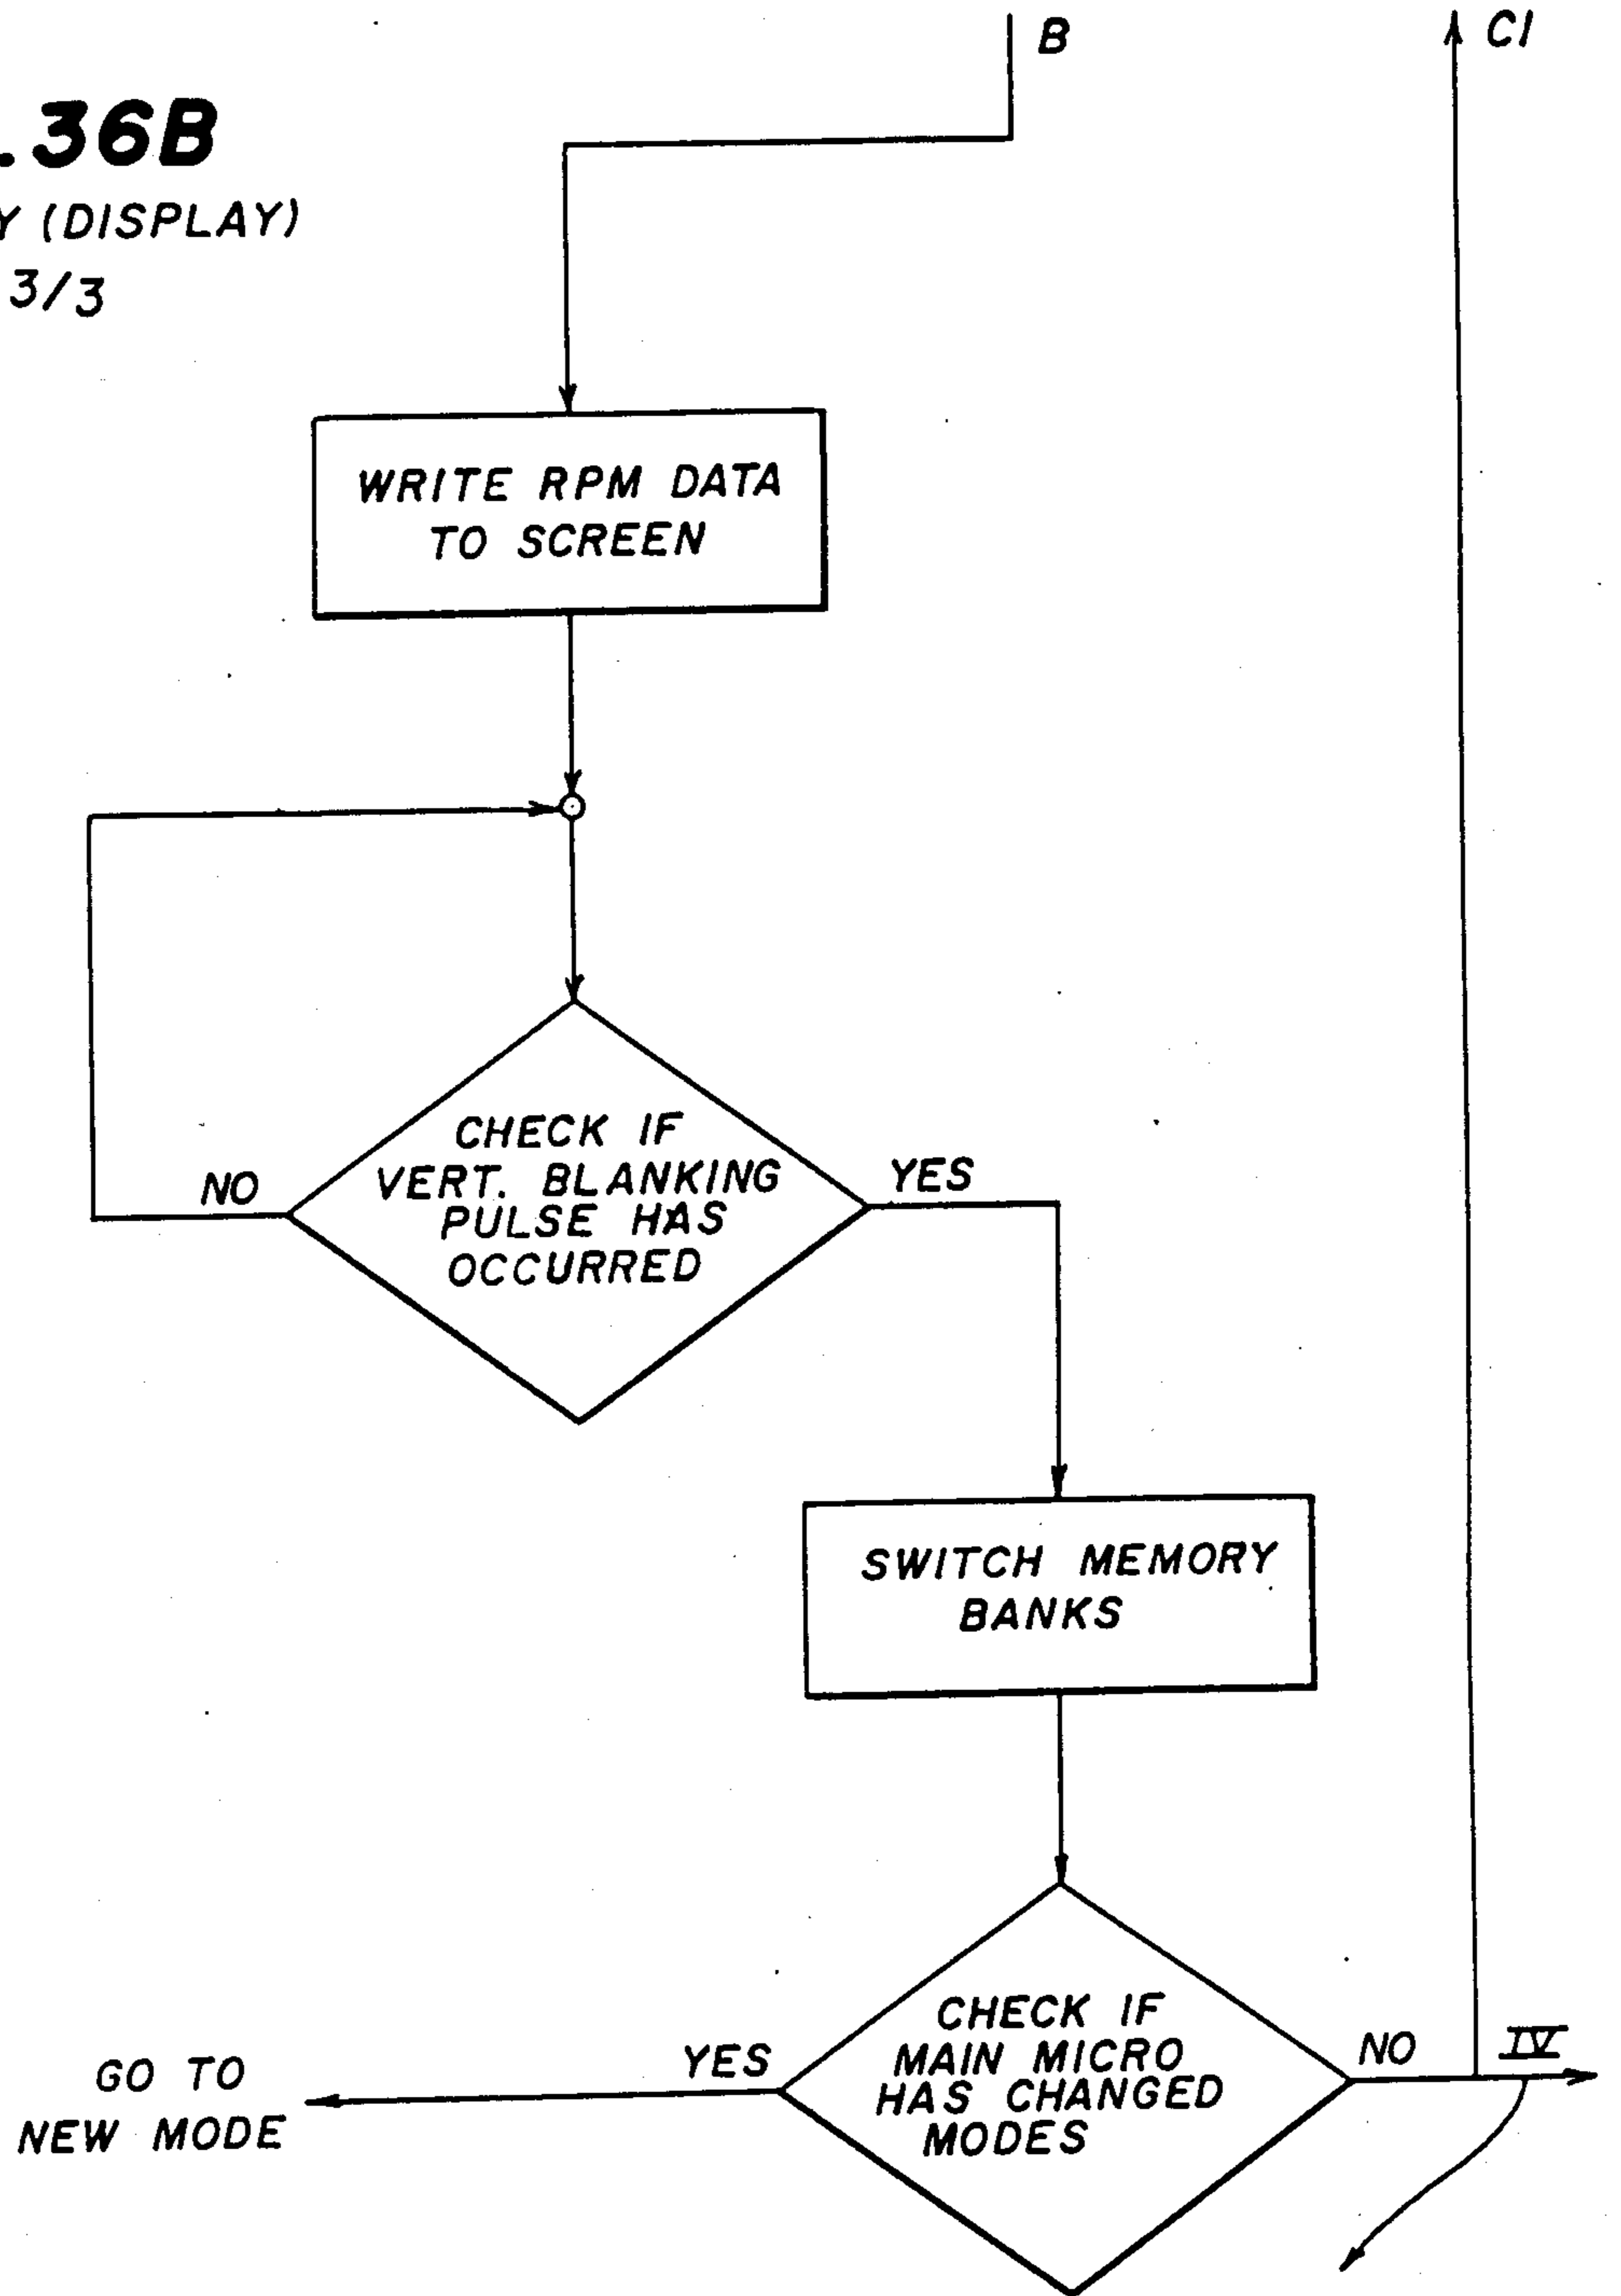 B
C1
.36B
Y (DISPLAY)
3/3
WRITE RPM DATA
TO SCREEN
CHECK IF
VERT. BLANKING
PULSE HAS
OCCURRED
NO
YES
SWITCH MEMORY
BANKS
CHECK IF
MAIN MICRO
HAS CHANGED
MODES
YES
NO
IV
GO TO
NEW MODE